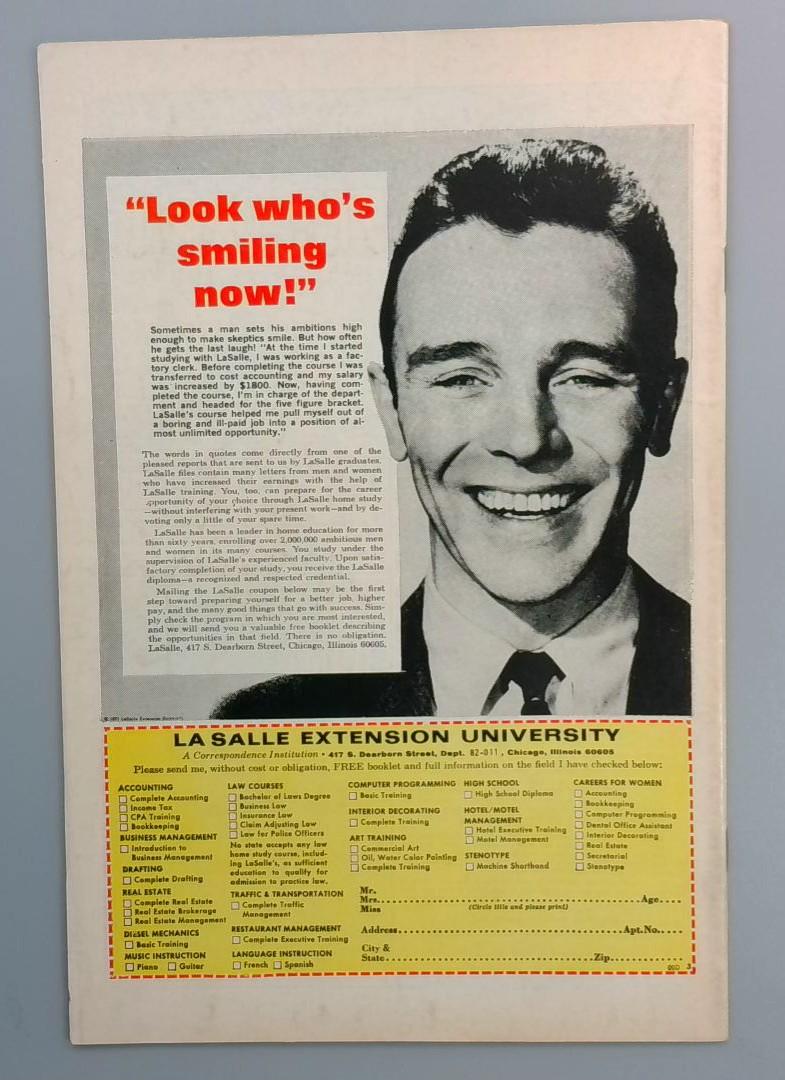 “Look who’s
smiling
now!”
Sometimes a man sets his ambitions high
enough to make skeptics smile. But how often
he gets the last laugh! “At the time I started
studying with LaSalle, I was working as a fac-
tory clerk. Before completing the course I was
transferred to cost accounting and my salary
was increased by $1800. Now, having com-
pleted the course, I’m in charge of the depart-
ment and headed for the five figure bracket.
LaSalle’s course helped me pull myself out of
a boring and ill-paid job into a position of al-
most unlimited opportunity.”
The words in quotes come directly from one of the
pleased reports that are sent to us by LaSalle graduates.
LaSalle files contain many letters from men and women
who have increased their earnings with the help of
LaSalle training. You, too, can prepare for the career
opportunity of your choice through LaSalle home study
—without interfering with your present work—and by de-
voting only a little of your spare time.
LaSalle has been a leader in home education for more
than sixty years, enrolling over 2,000,000 ambitious men
and women in its many courses. You study under the
supervision of LaSalle’s experienced faculty. Upon satis-
factory completion of your study, you receive the LaSalle
diploma—a recognized and respected credential.
Mailing the LaSalle coupon below may be the first
step toward preparing yourself for a better job, higher
pay, and the many good things that go with success. Sim-
ply check the program in which you are most interested,
and we will send you a valuable free booklet describing
the opportunities in that field. There is no obligation.
LaSalle, 417 S. Dearborn Street, Chicago, Illinois 60605.
LaSalle Extension University
LA SALLE EXTENSION UNIVERSITY
A Correspondence Institution • 417 S. Dearborn Street, Dept. 82-011, Chicago, Illinois 60605
Please send me, without cost or obligation, FREE booklet and full information on the field I have checked below:
ACCOUNTING
Complete Accounting
Income Tax
CPA Training
Bookkeeping
BUSINESS MANAGEMENT
Introduction to
Business Management
DRAFTING
Complete Drafting
REAL ESTATE
Complete Real Estate
Real Estate Brokerage
Real Estate Management
DIESEL MECHANICS
Basic Training
MUSIC INSTRUCTION
Piano Guitar
LAW COURSES
Bachelor of Laws Degree
Business Law
Insurance Law
Claim Adjusting Law
Law for Police Officers
No state accepts any law
home study course, includ-
ing LaSalle’s, as sufficient
education to qualify for
admission to practice law.
TRAFFIC & TRANSPORTATION
Complete Traffic
Management
RESTAURANT MANAGEMENT
Complete Executive Training
LANGUAGE INSTRUCTION
French Spanish
COMPUTER PROGRAMMING
Basic Training
INTERIOR DECORATING
Complete Training
ART TRAINING
Commercial Art
Oil, Water Color Painting
Complete Training
HIGH SCHOOL
High School Diploma
HOTEL/MOTEL
MANAGEMENT
Hotel Executive Training
Motel Management
STENOTYPE
Machine Shorthand
CAREERS FOR WOMEN
Accounting
Bookkeeping
Computer Programming
Dental Office Assistant
Interior Decorating
Real Estate
Secretarial
Stenotype
Mr.
Mrs. Age
Miss (Circle title and please print)
Address Apt.No.
City &
State Zip
3